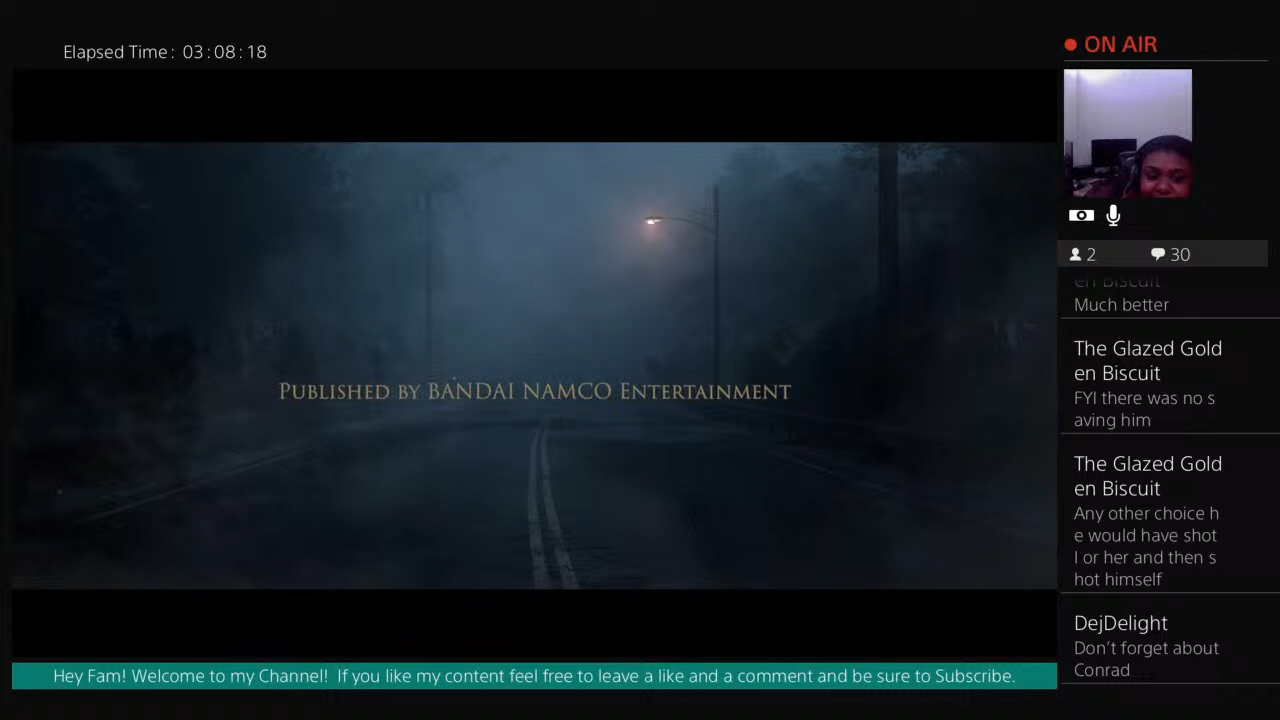 Elapsed Time: 03:08:18
ON AIR
2 30
en Biscuit
Much better
The Glazed Gold
en Biscuit
FYI there was no s
aving him
The Glazed Gold
en Biscuit
Any other choice h
e would have shot
l or her and then s
hot himself
DejDelight
Don't forget about
Conrad
PUBLISHED BY BANDAI NAMCO ENTERTAINMENT
Hey Fam! Welcome to my Channel! If you like my content feel free to leave a like and a comment and be sure to Subscribe.